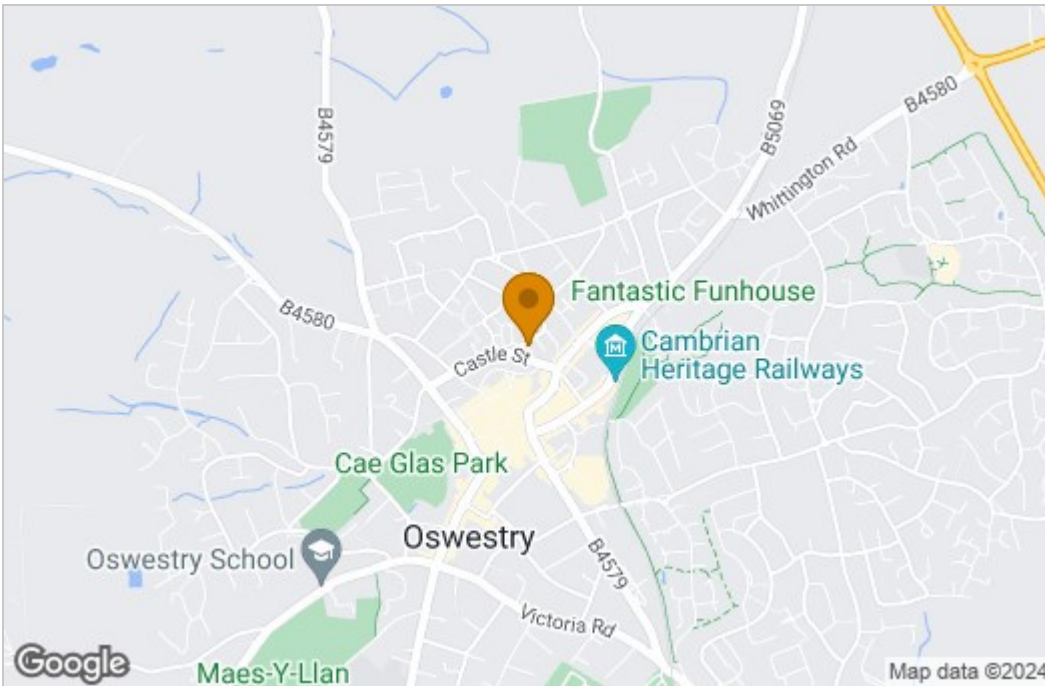 B4579
B5069
B4580
Whittington Rd
B4580
Fantastic Funhouse
Castle St
Cambrian
Heritage Railways
Cae Glas Park
Oswestry
Oswestry School
B4579
Victoria Rd
Maes-Y-Llan
Google
Map data ©2024